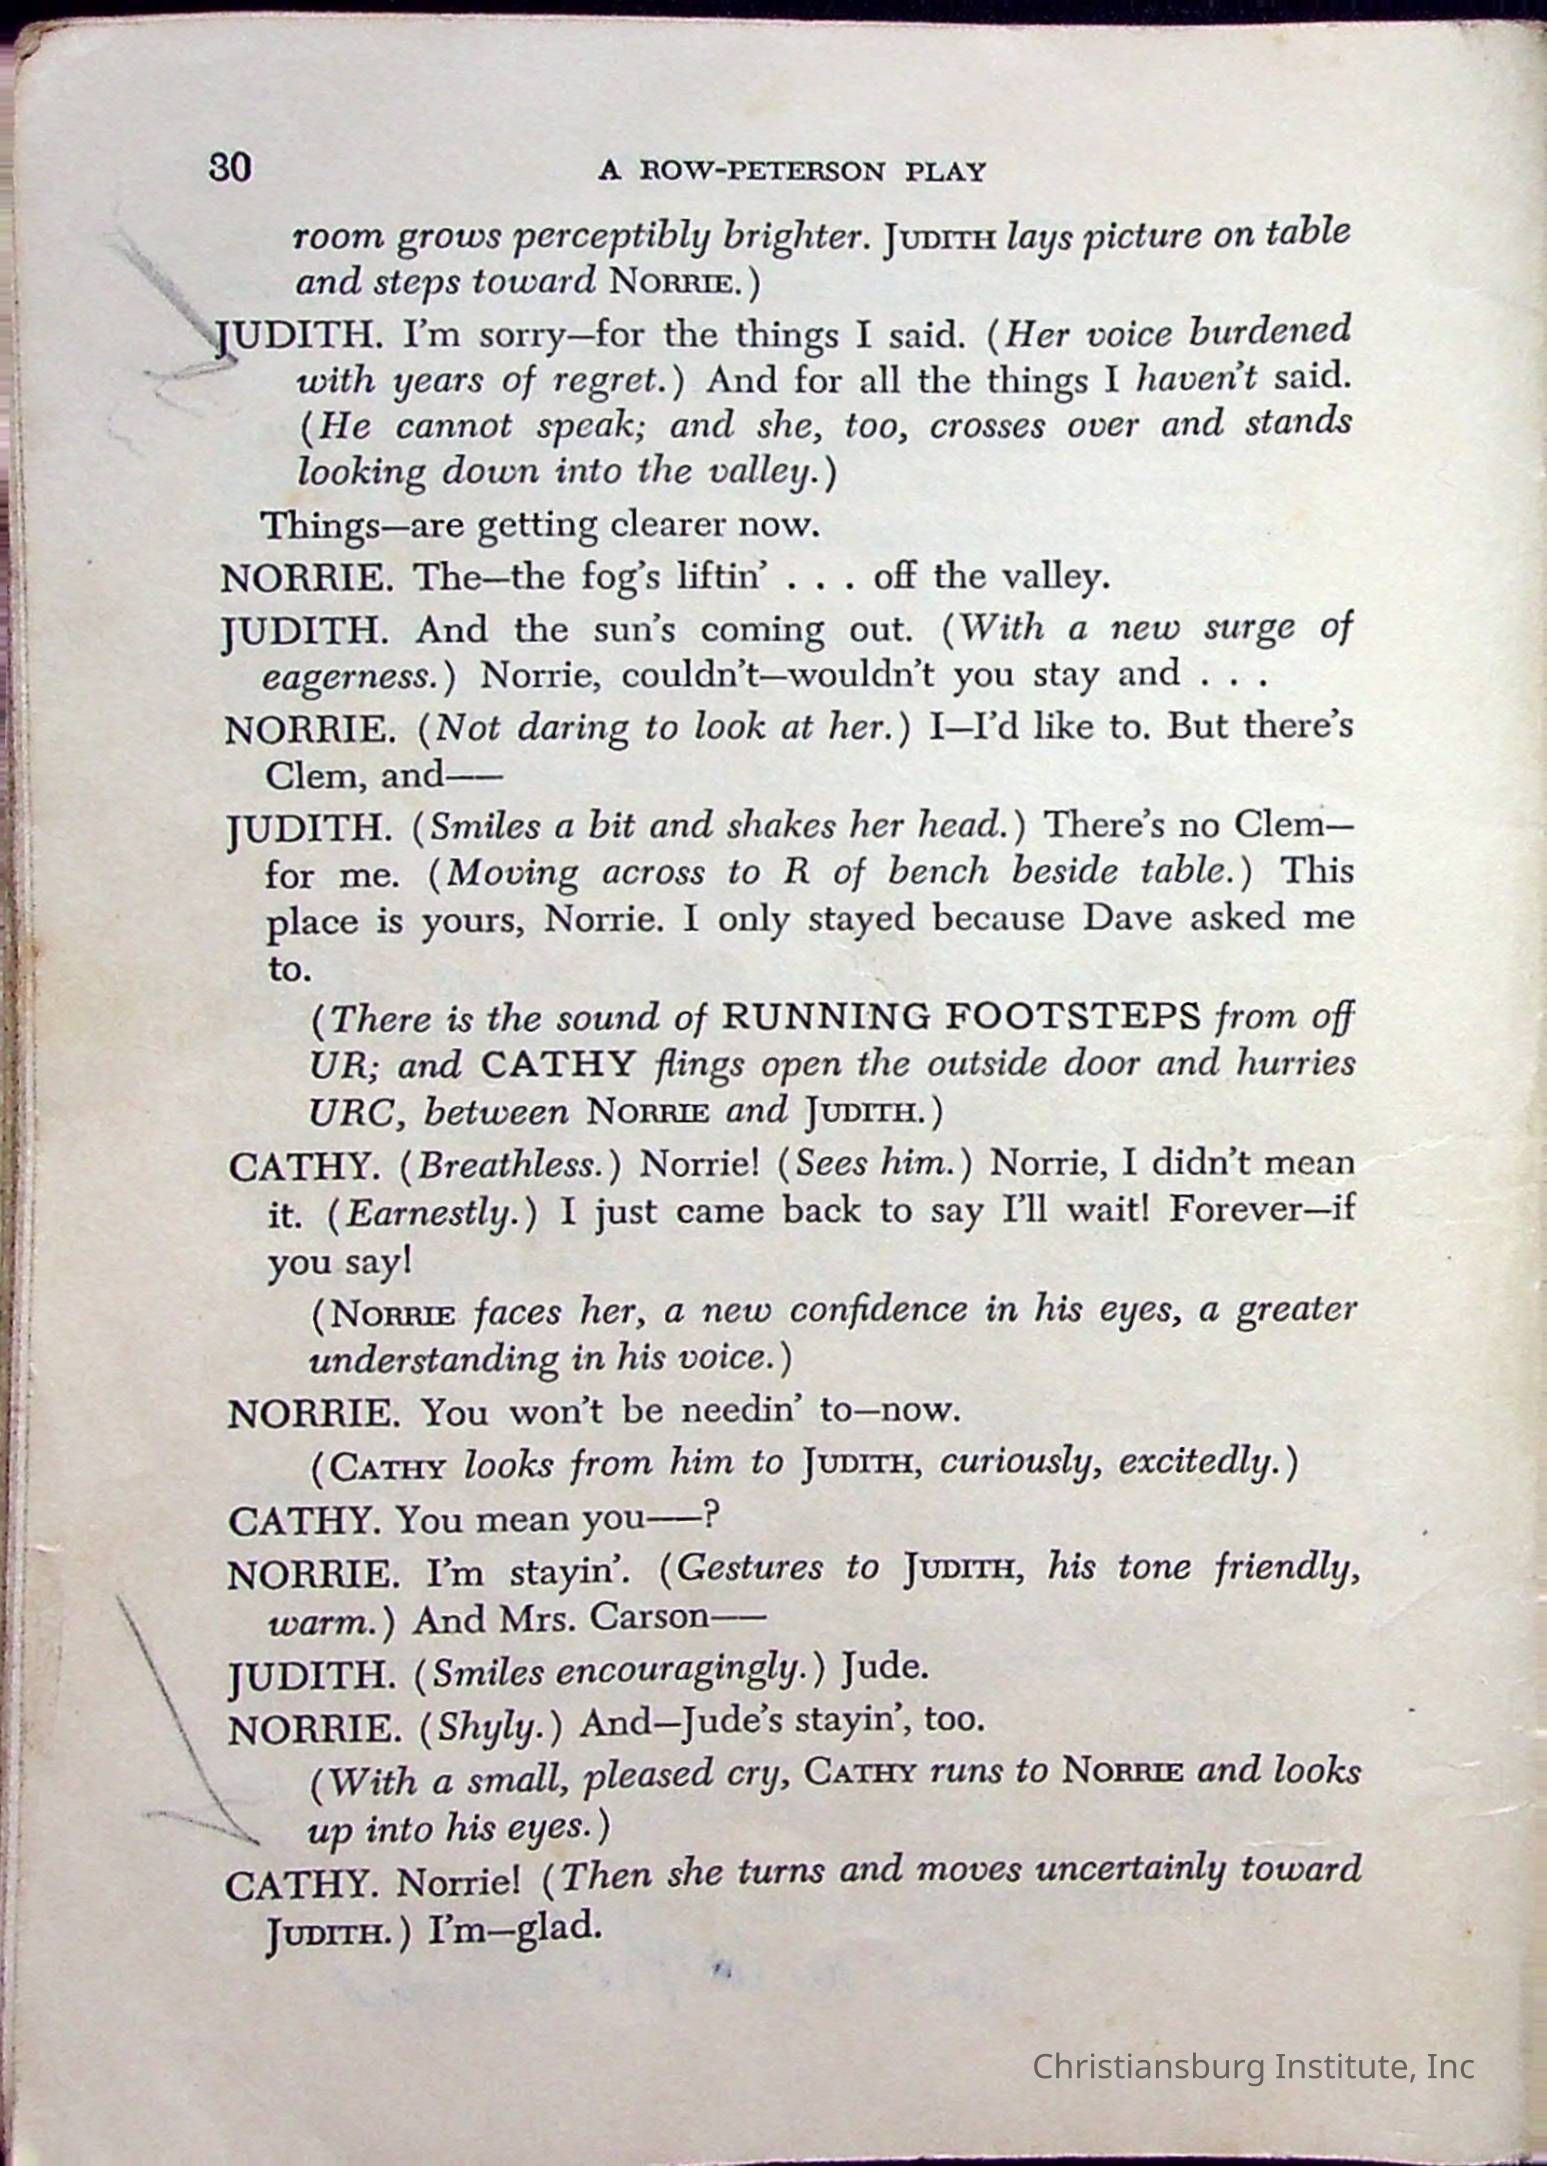 30 A ROW-PETERSON PLAY
room grows perceptibly brighter. JUDITH lays picture on table
and steps toward NORRIE.)
JUDITH. I'm sorry—for the things I said. (Her voice burdened
with years of regret.) And for all the things I haven't said.
(He cannot speak; and she, too, crosses over and stands
looking down into the valley.)
Things—are getting clearer now.
NORRIE. The—the fog's liftin' . . . off the valley.
JUDITH. And the sun's coming out. (With a new surge of
eagerness.) Norrie, couldn't—wouldn't you stay and . . .
NORRIE. (Not daring to look at her.) I—I'd like to. But there's
Clem, and——
JUDITH. (Smiles a bit and shakes her head.) There's no Clem—
for me. (Moving across to R of bench beside table.) This
place is yours, Norrie. I only stayed because Dave asked me
to.
(There is the sound of RUNNING FOOTSTEPS from off
UR; and CATHY flings open the outside door and hurries
URC, between NORRIE and JUDITH.)
CATHY. (Breathless.) Norrie! (Sees him.) Norrie, I didn't mean
it. (Earnestly.) I just came back to say I'll wait! Forever—if
you say!
(NORRIE faces her, a new confidence in his eyes, a greater
understanding in his voice.)
NORRIE. You won't be needin' to—now.
(CATHY looks from him to JUDITH, curiously, excitedly.)
CATHY. You mean you——?
NORRIE. I'm stayin'. (Gestures to JUDITH, his tone friendly,
warm.) And Mrs. Carson——
JUDITH. (Smiles encouragingly.) Jude.
NORRIE. (Shyly.) And—Jude's stayin', too.
(With a small, pleased cry, CATHY runs to NORRIE and looks
up into his eyes.)
CATHY. Norrie! (Then she turns and moves uncertainly toward
JUDITH.) I'm—glad.
Christiansburg Institute, Inc